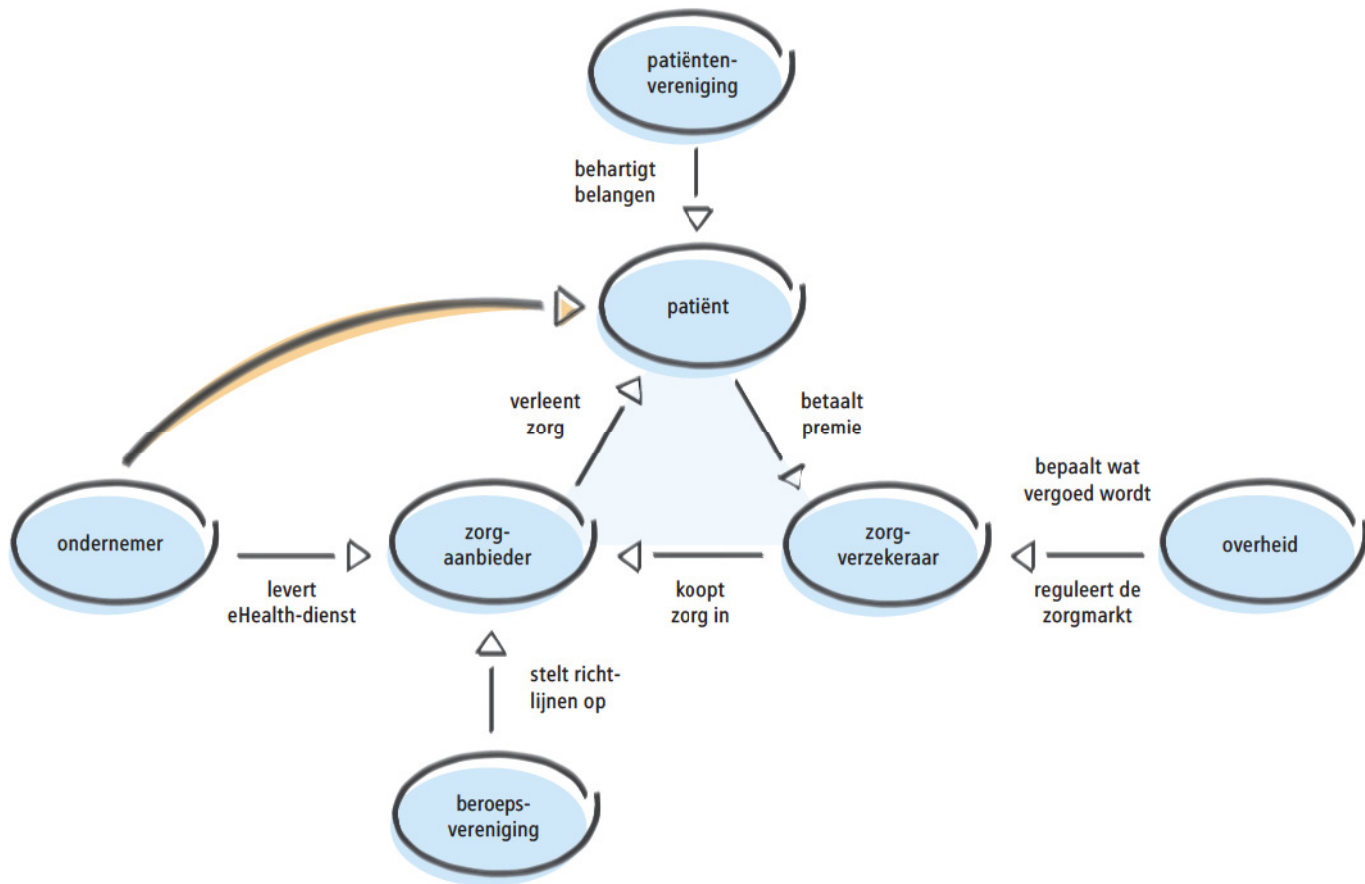 patiënten-
vereniging
behartigt
belangen
patiënt
verleent
zorg
betaalt
premie
bepaalt wat
vergoed wordt
ondernemer
zorg-
aanbieder
zorg-
verzekeraar
overheid
levert
eHealth-dienst
koopt
zorg in
reguleert de
zorgmarkt
stelt richt-
lijnen op
beroeps-
vereniging